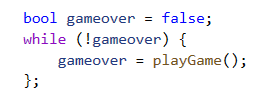 bool gameover = false;
while (!gameover) {
    gameover = playGame();
};